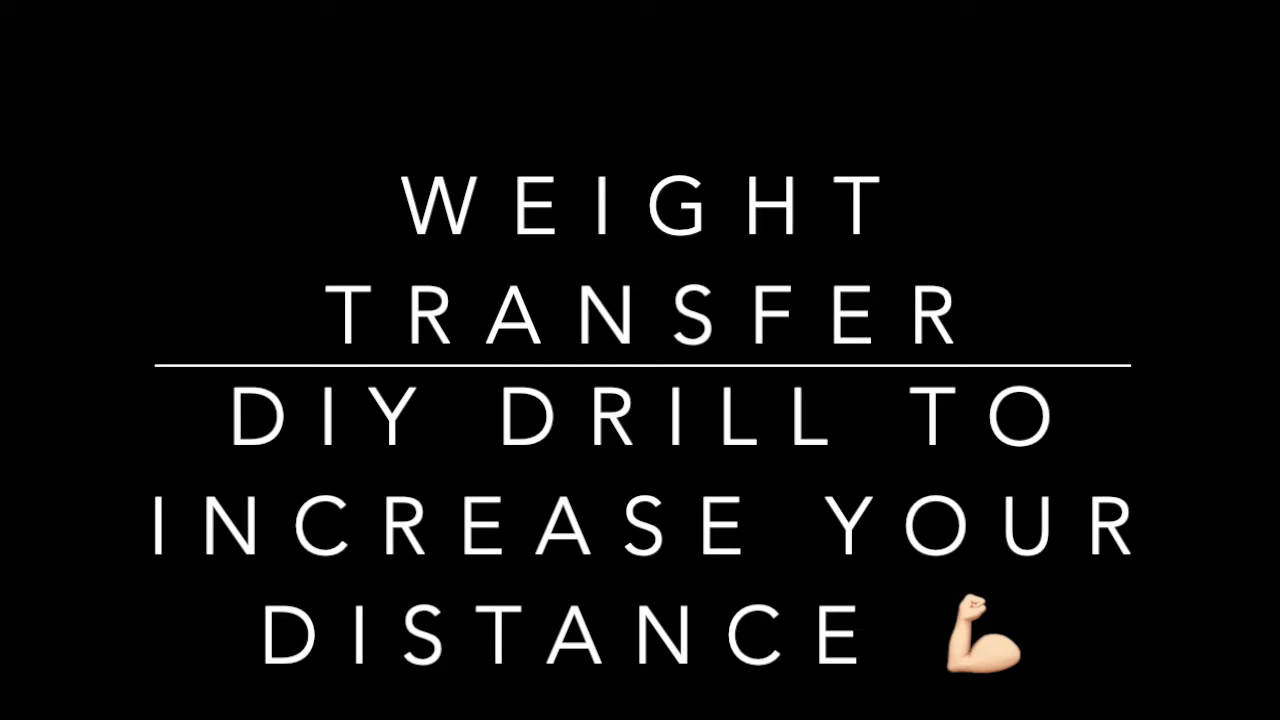 WEIGHT
TRANSFER
DIY DRILL TO
INCREASE YOUR
DISTANCE 💪🏻